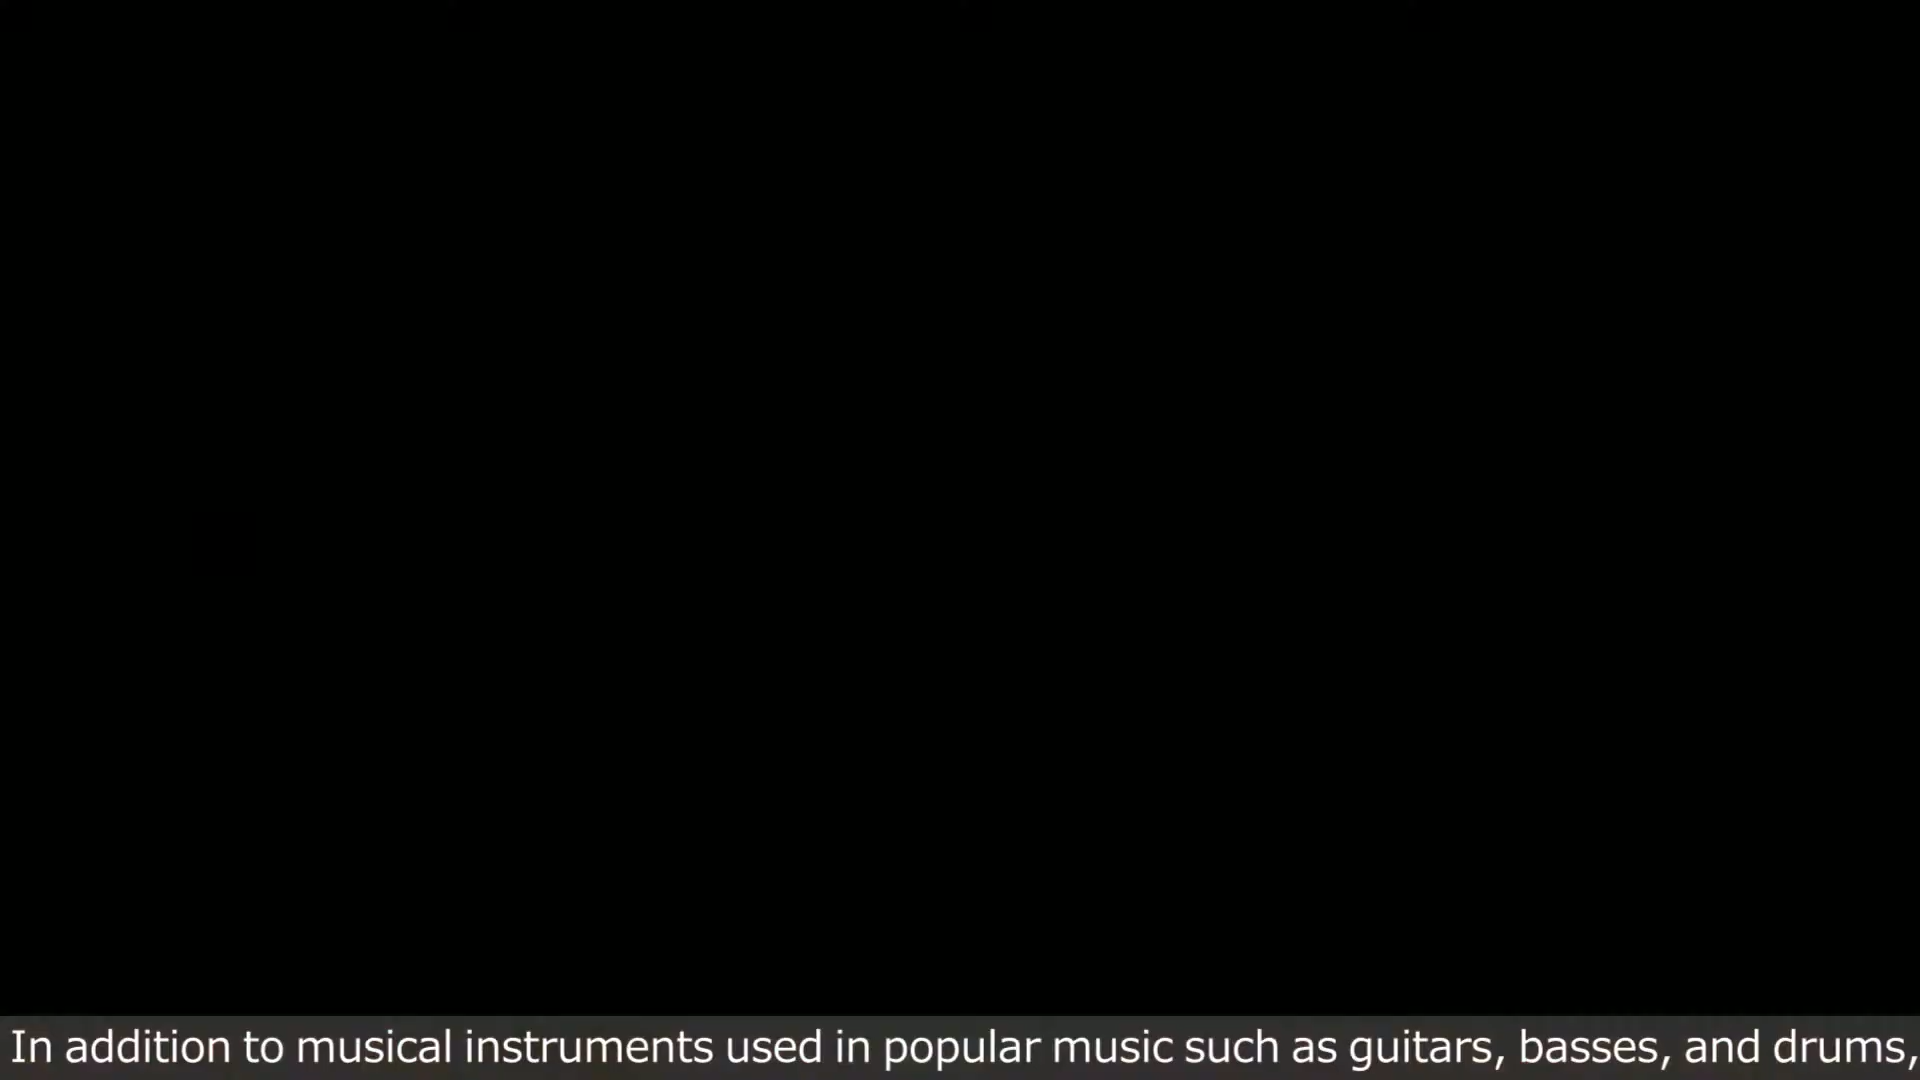 In addition to musical instruments used in popular music such as guitars, basses, and drums,